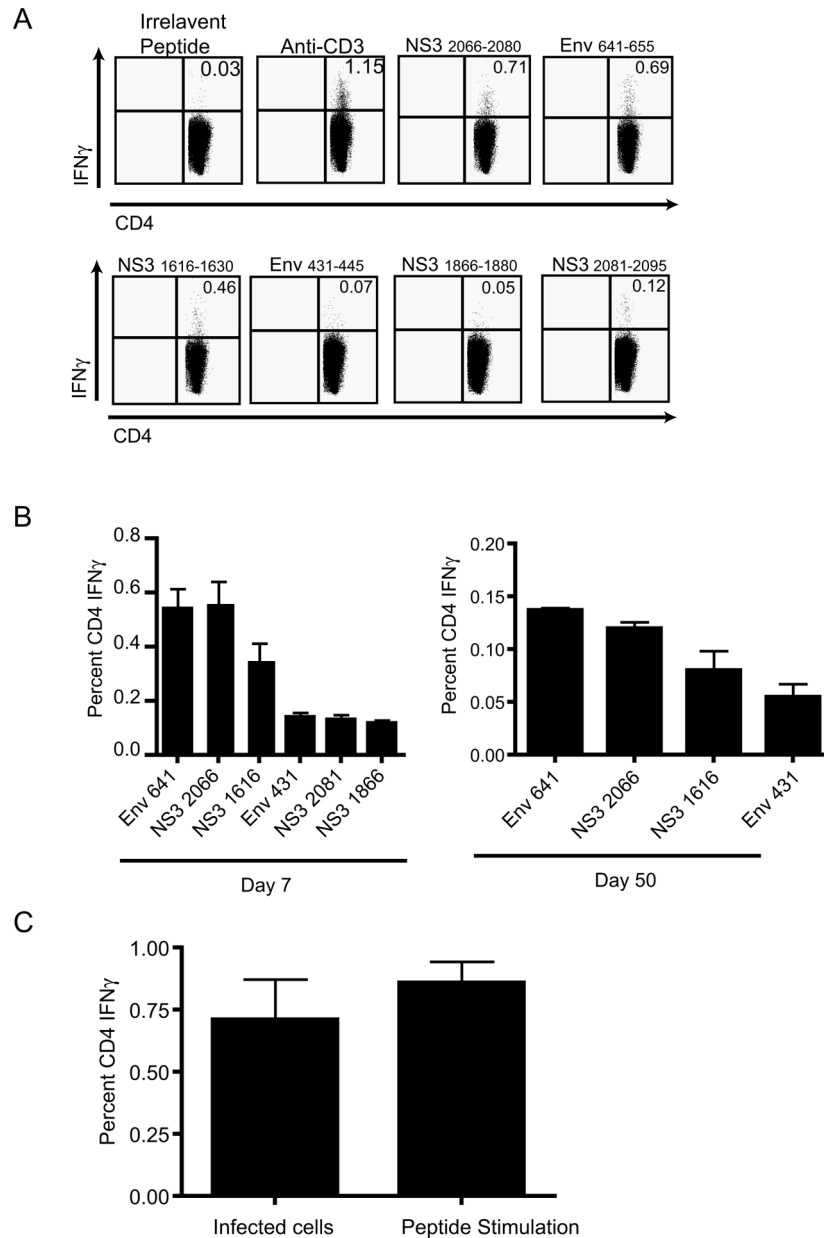 A
Irrelavent
Peptide
Anti-CD3
NS3 2066-2080
Env 641-655
0.03
1.15
0.71
0.69
IFNγ
CD4
NS3 1616-1630
Env 431-445
NS3 1866-1880
NS3 2081-2095
0.46
0.07
0.05
0.12
IFNγ
CD4
B
Percent CD4 IFNγ
0.8
0.6
0.4
0.2
0.0
Env 641
NS3 2066
NS3 1616
Env 431
NS3 2081
NS3 1866
Day 7
Percent CD4 IFNγ
0.20
0.15
0.10
0.05
0.00
Env 641
NS3 2066
NS3 1616
Env 431
Day 50
C
Percent CD4 IFNγ
1.00
0.75
0.50
0.25
0.00
Infected cells
Peptide Stimulation